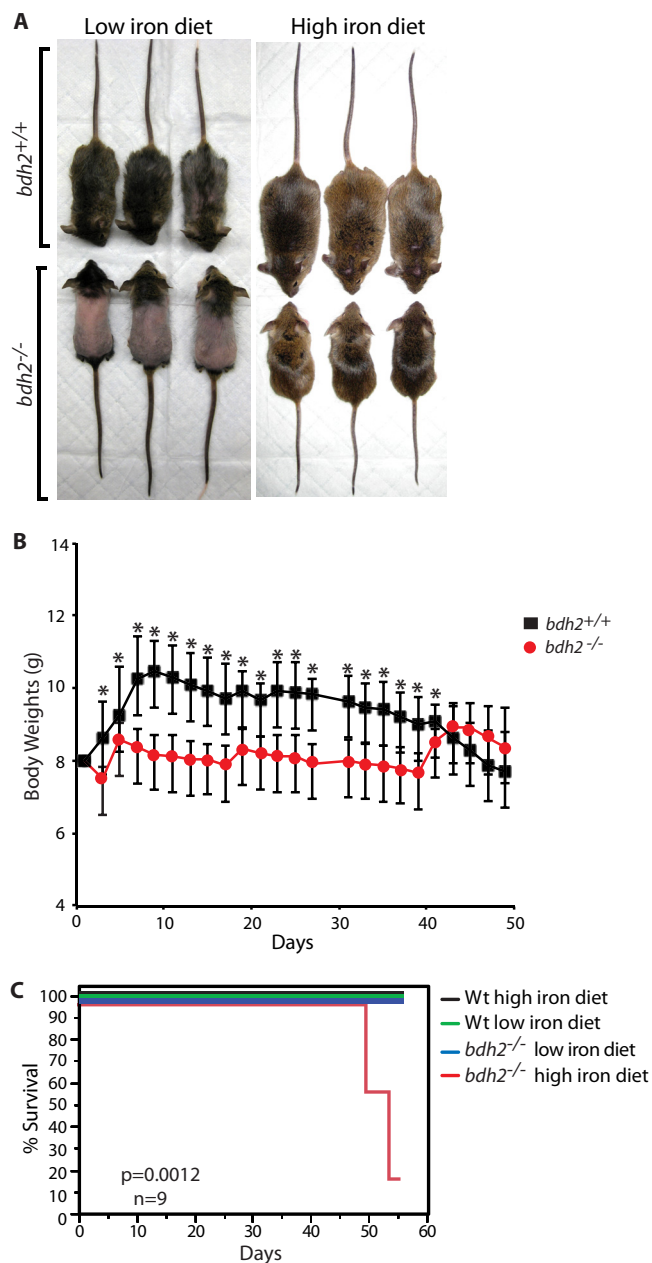 A
Low iron diet
High iron diet
bdh2+/+
bdh2-/-
B
14
12
10
8
6
4
Body Weights (g)
* * * * * * * * * * * * * * * * * * *
0
10
20
30
40
50
Days
bdh2+/+
bdh2 -/-
C
100
90
80
70
60
50
40
30
20
10
0
% Survival
p=0.0012
n=9
0
10
20
30
40
50
60
Days
Wt high iron diet
Wt low iron diet
bdh2-/- low iron diet
bdh2-/- high iron diet